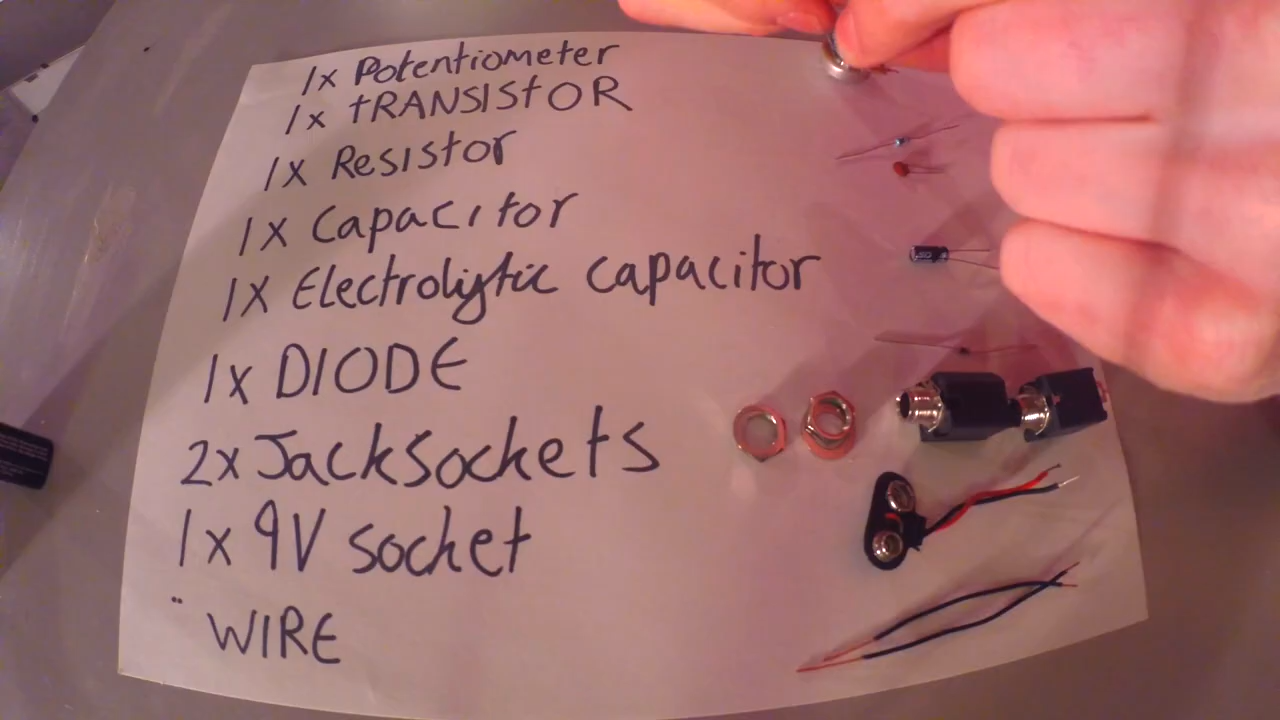 1x Potentiometer
1x tRANSIStOR
1x Resistor
1x Capacitor
1x Electrolytic capacitor
1x DIODE
2x Jacksockets
1x 9V socket
" WIRE